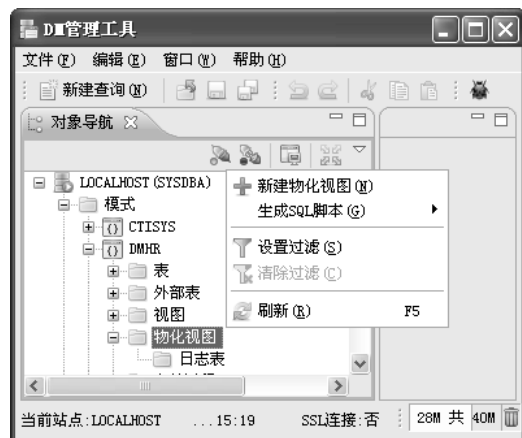 DM管理工具
文件(F) 编辑(E) 窗口(W) 帮助(H)
新建查询(N)
对象导航
LOCALHOST(SYSDBA)
模式
CTISYS
DMHR
表
外部表
视图
物化视图
日志表
新建物化视图(N)
生成SQL脚本(G)
设置过滤(S)
清除过滤(C)
刷新(R) F5
当前站点:LOCALHOST ...15:19 SSL连接:否 28M 共 40M